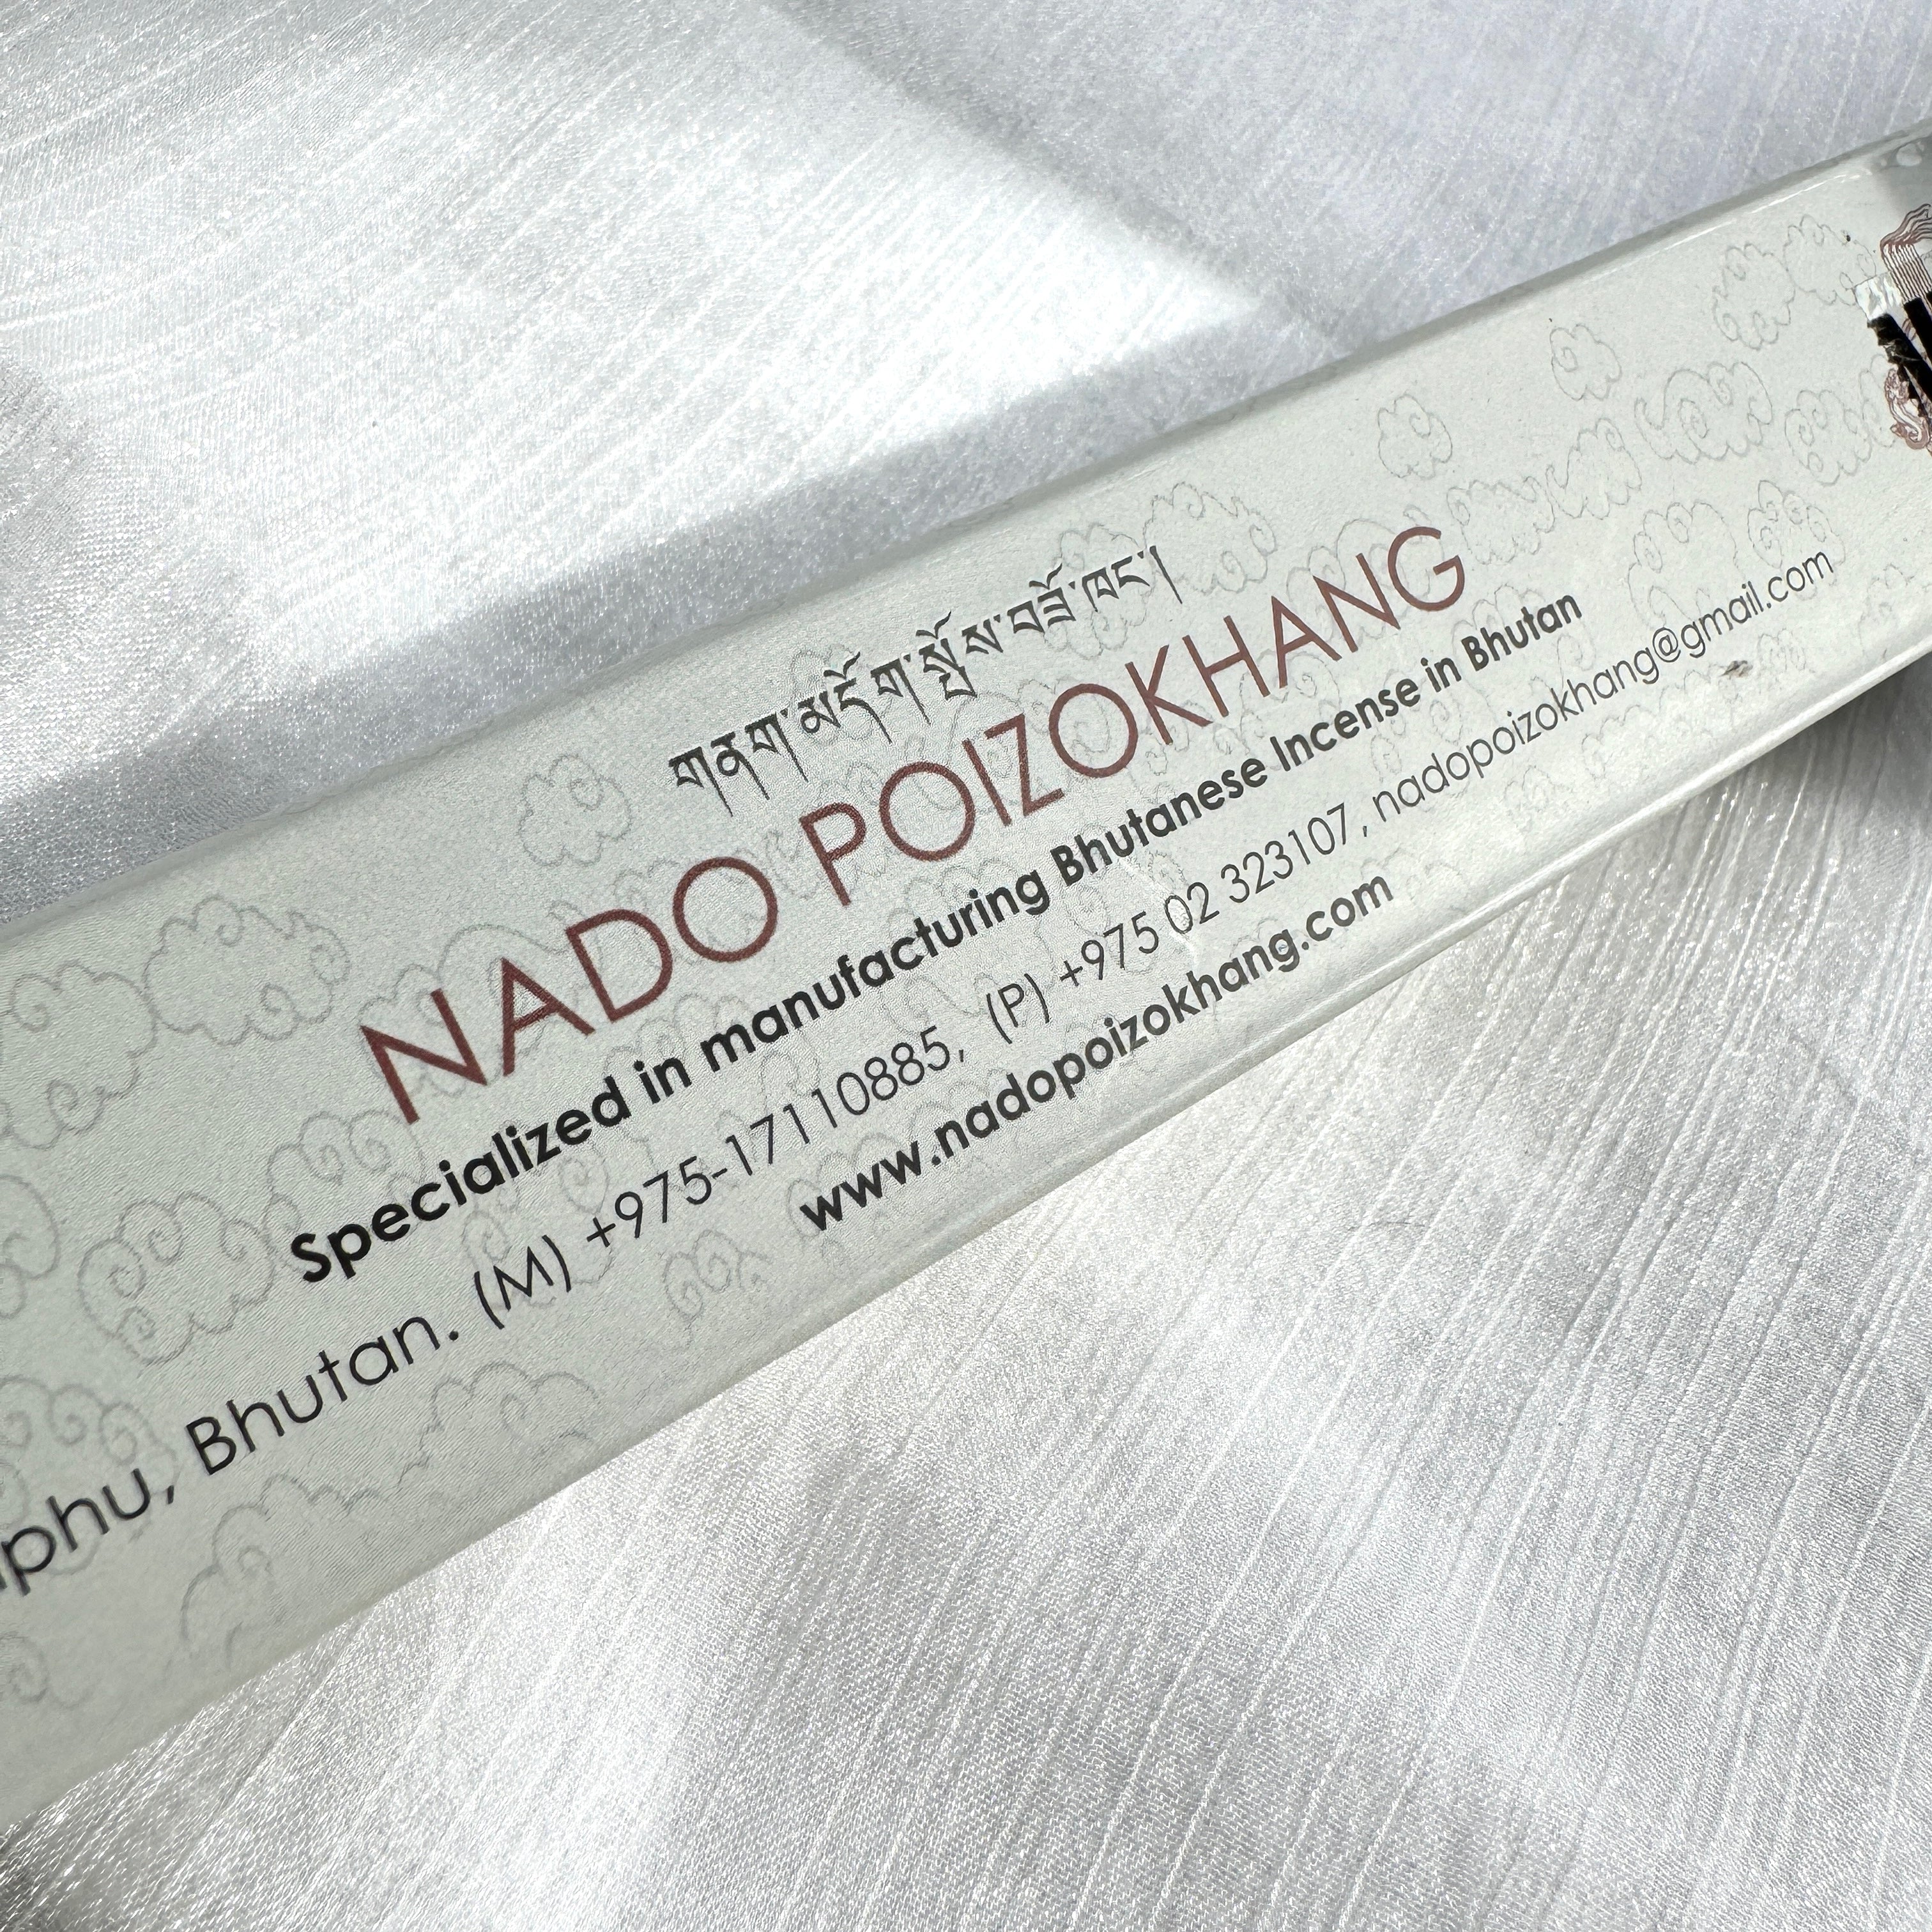 གནག་མདོག་སྤོས་བཟོ་ཁང་།
NADO POIZOKHANG
Specialized in manufacturing Bhutanese Incense in Bhutan
Bhutan. (M) +975-17110885, (P) +975 02 323107, nadopoizokhang@gmail.com
www.nadopoizokhang.com